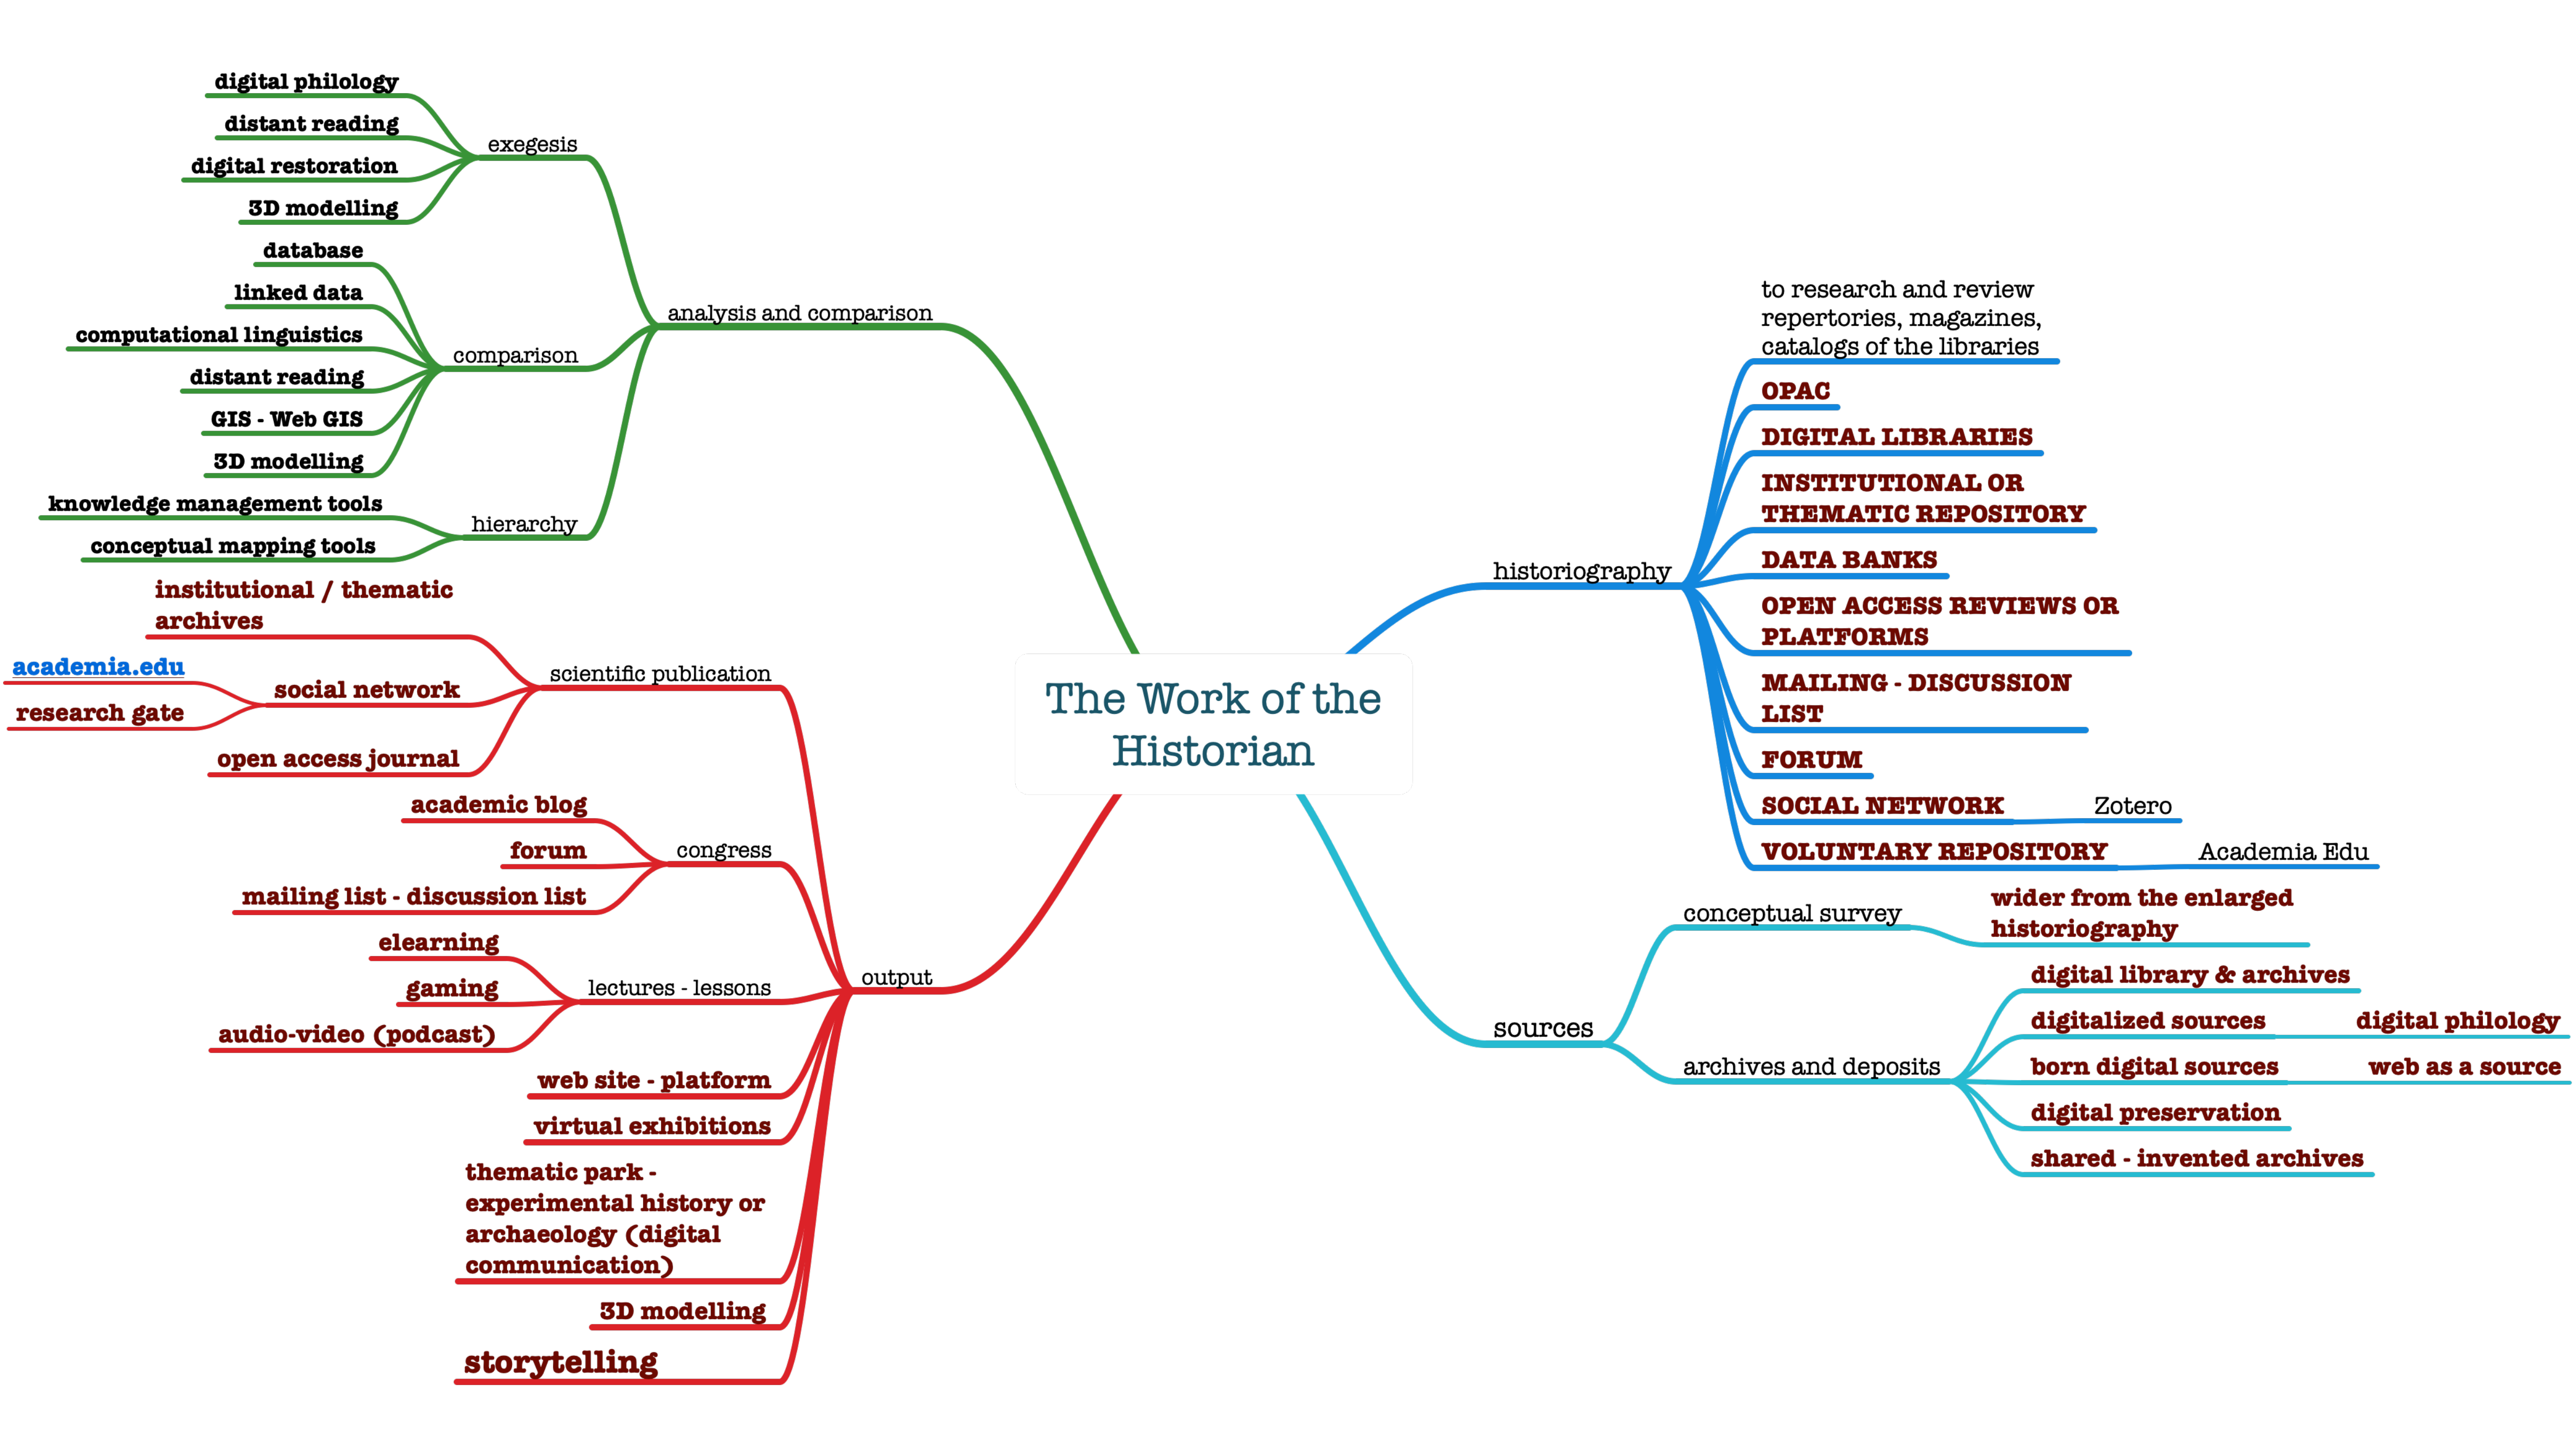 The Work of the
Historian
analysis and comparison
exegesis
digital philology
distant reading
digital restoration
3D modelling
comparison
database
linked data
computational linguistics
distant reading
GIS - Web GIS
3D modelling
hierarchy
knowledge management tools
conceptual mapping tools
output
scientific publication
institutional / thematic
archives
social network
academia.edu
research gate
open access journal
congress
academic blog
forum
mailing list - discussion list
lectures - lessons
elearning
gaming
audio-video (podcast)
web site - platform
virtual exhibitions
thematic park -
experimental history or
archaeology (digital
communication)
3D modelling
storytelling
historiography
to research and review
repertories, magazines,
catalogs of the libraries
OPAC
DIGITAL LIBRARIES
INSTITUTIONAL OR
THEMATIC REPOSITORY
DATA BANKS
OPEN ACCESS REVIEWS OR
PLATFORMS
MAILING - DISCUSSION
LIST
FORUM
SOCIAL NETWORK
Zotero
VOLUNTARY REPOSITORY
Academia Edu
sources
conceptual survey
wider from the enlarged
historiography
archives and deposits
digital library & archives
digitalized sources
digital philology
born digital sources
web as a source
digital preservation
shared - invented archives